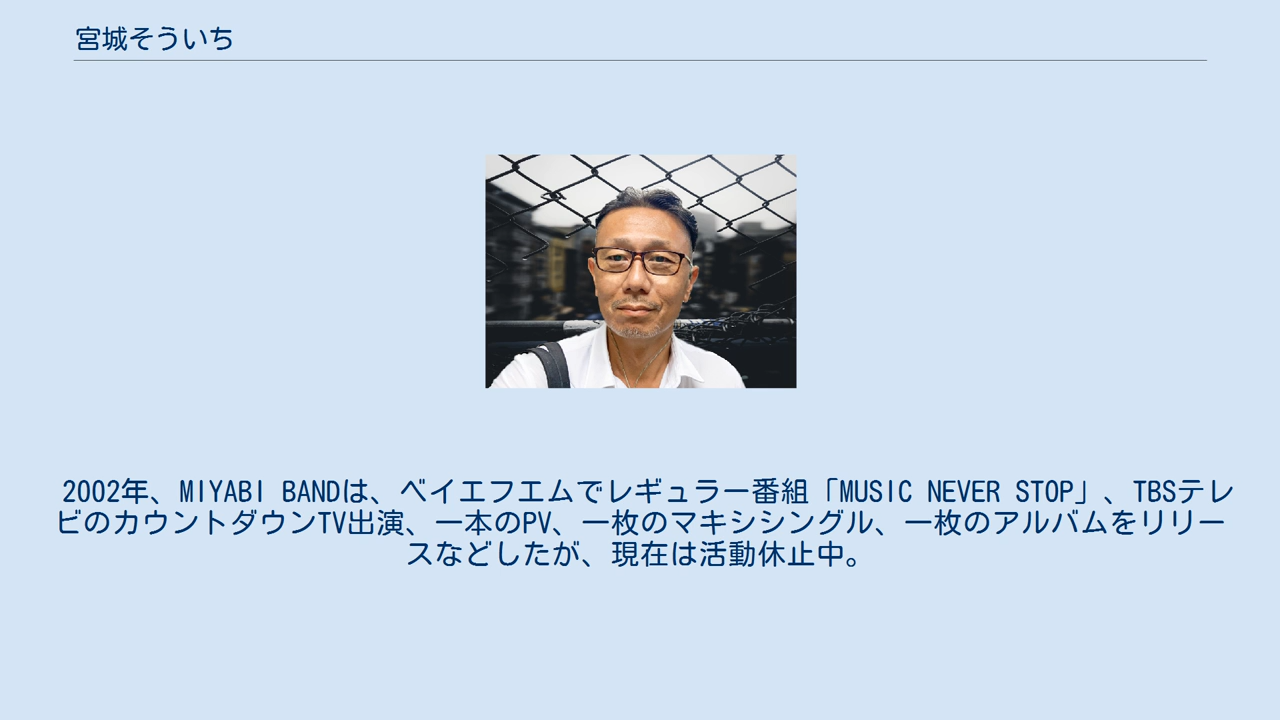 宮城そういち
2002年、MIYABI BANDは、ベイエフエムでレギュラー番組「MUSIC NEVER STOP」、TBSテレ
ビのカウントダウンTV出演、一本のPV、一枚のマキシシングル、一枚のアルバムをリリー
スなどしたが、現在は活動休止中。